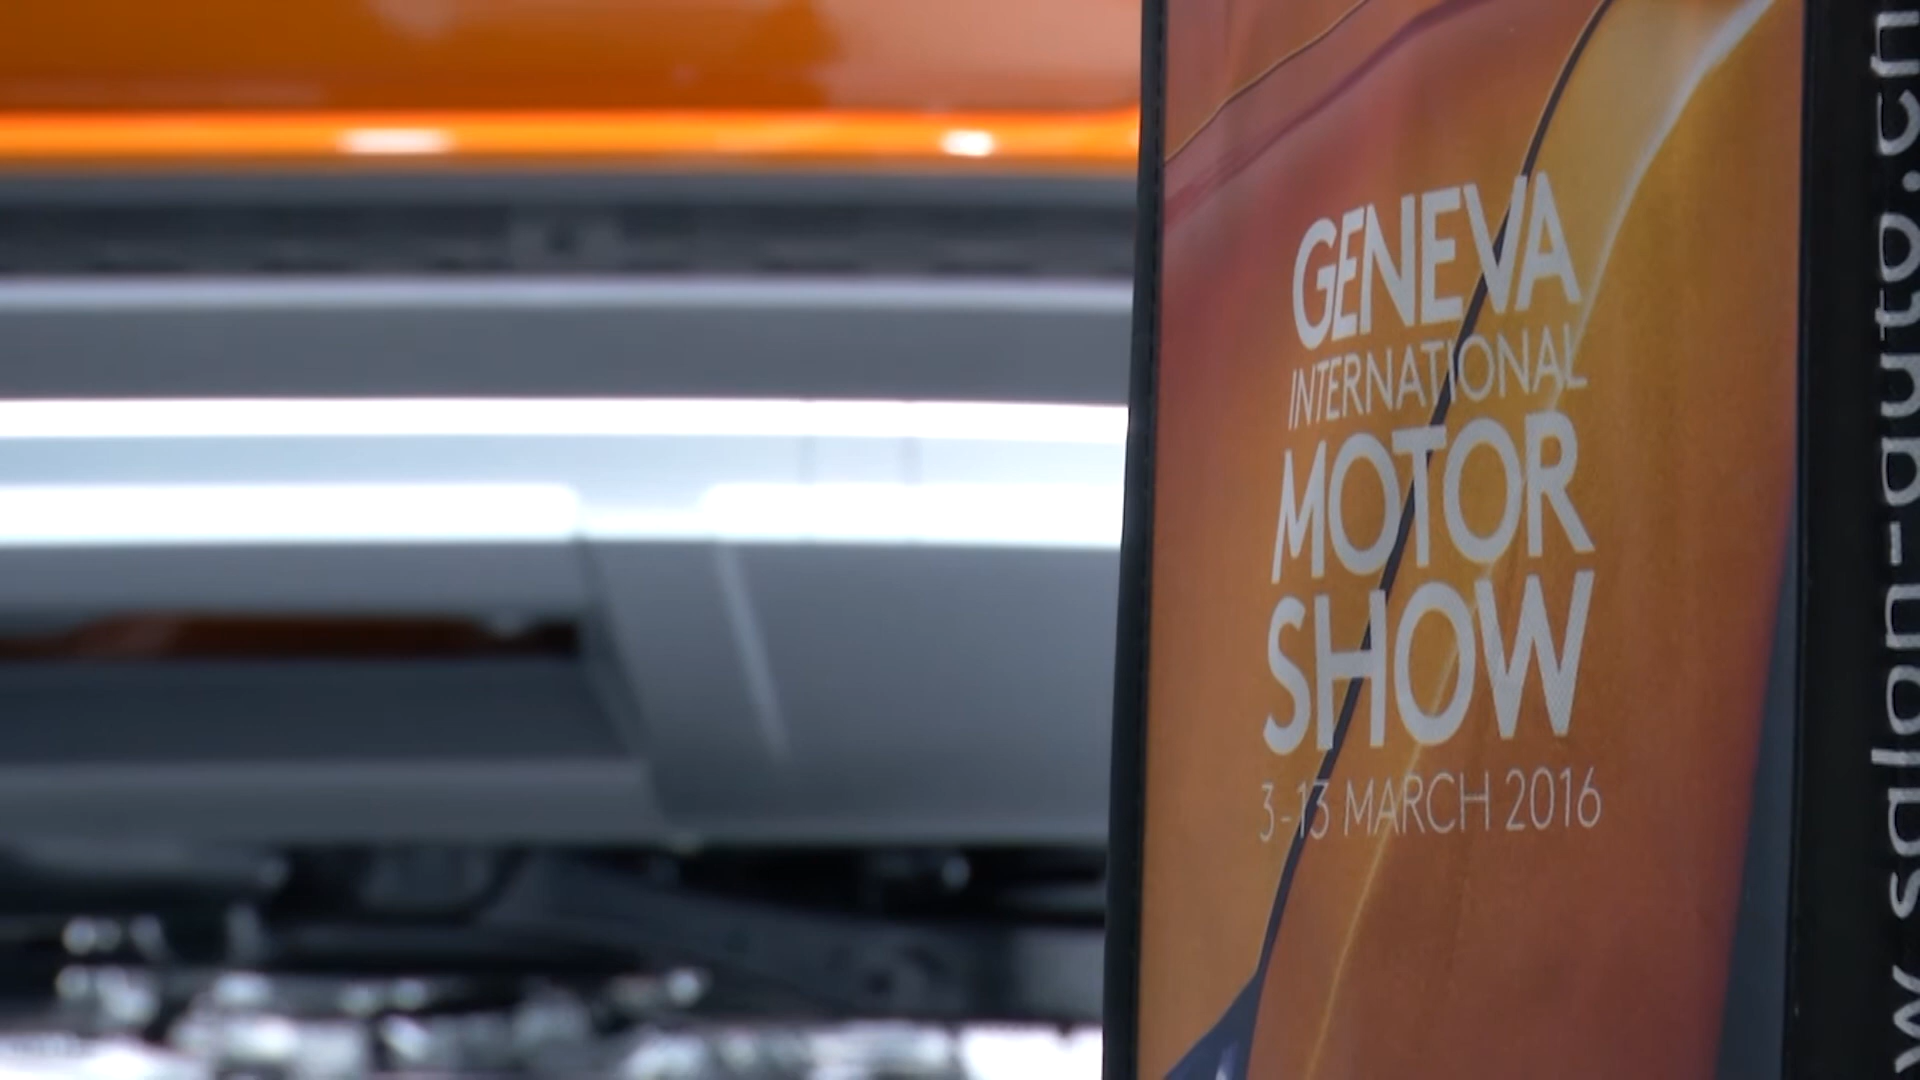 GENEVA
INTERNATIONAL
MOTOR
SHOW
3-13 MARCH 2016
w.salon-auto.ch